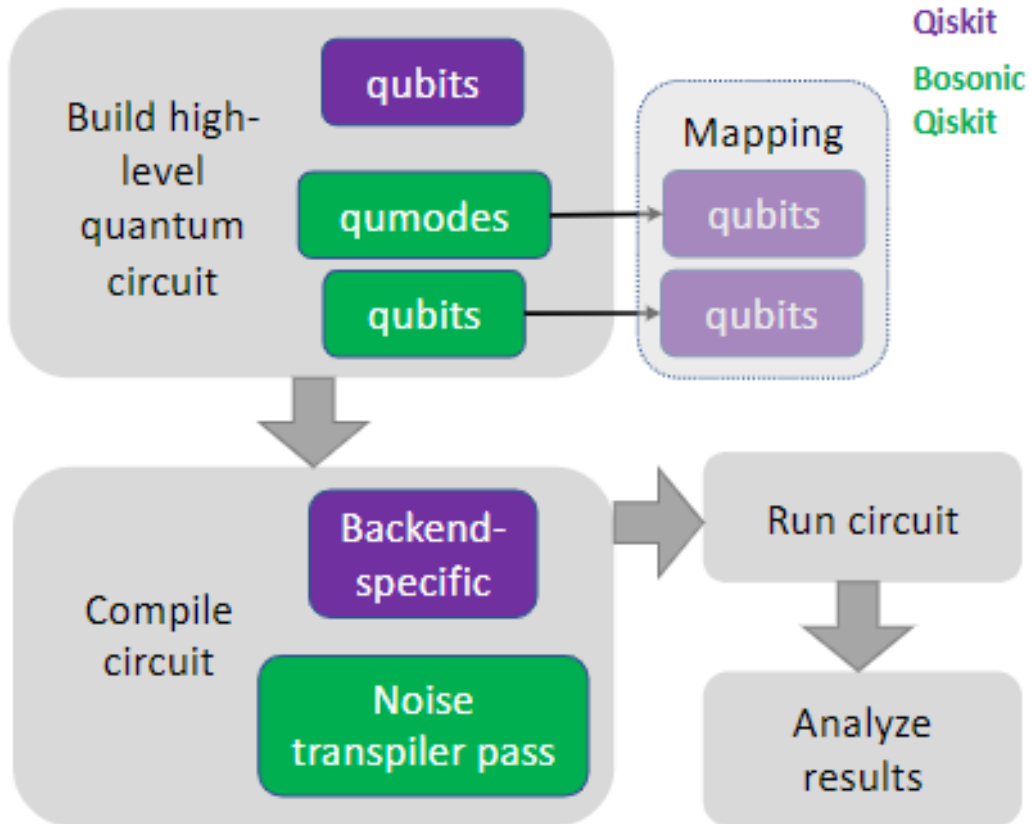 Qiskit
Bosonic
Qiskit
Build high-
level
quantum
circuit
qubits
qumodes
qubits
Mapping
qubits
qubits
Compile
circuit
Backend-
specific
Noise
transpiler pass
Run circuit
Analyze
results